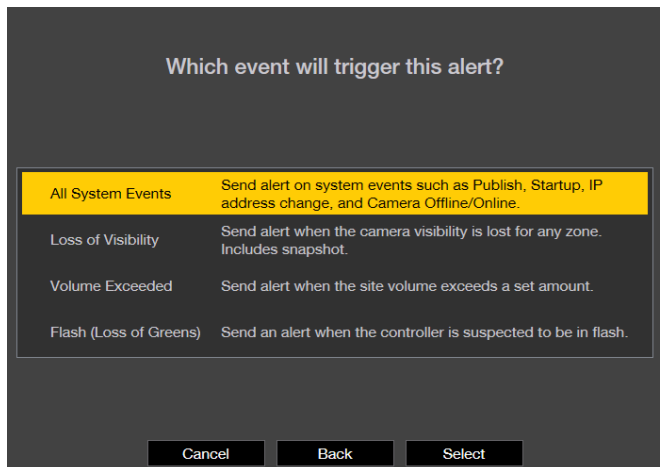 Which event will trigger this alert?
All System Events
Send alert on system events such as Publish, Startup, IP
address change, and Camera Offline/Online.
Loss of Visibility
Send alert when the camera visibility is lost for any zone.
Includes snapshot.
Volume Exceeded
Send alert when the site volume exceeds a set amount.
Flash (Loss of Greens)
Send an alert when the controller is suspected to be in flash.
Cancel
Back
Select